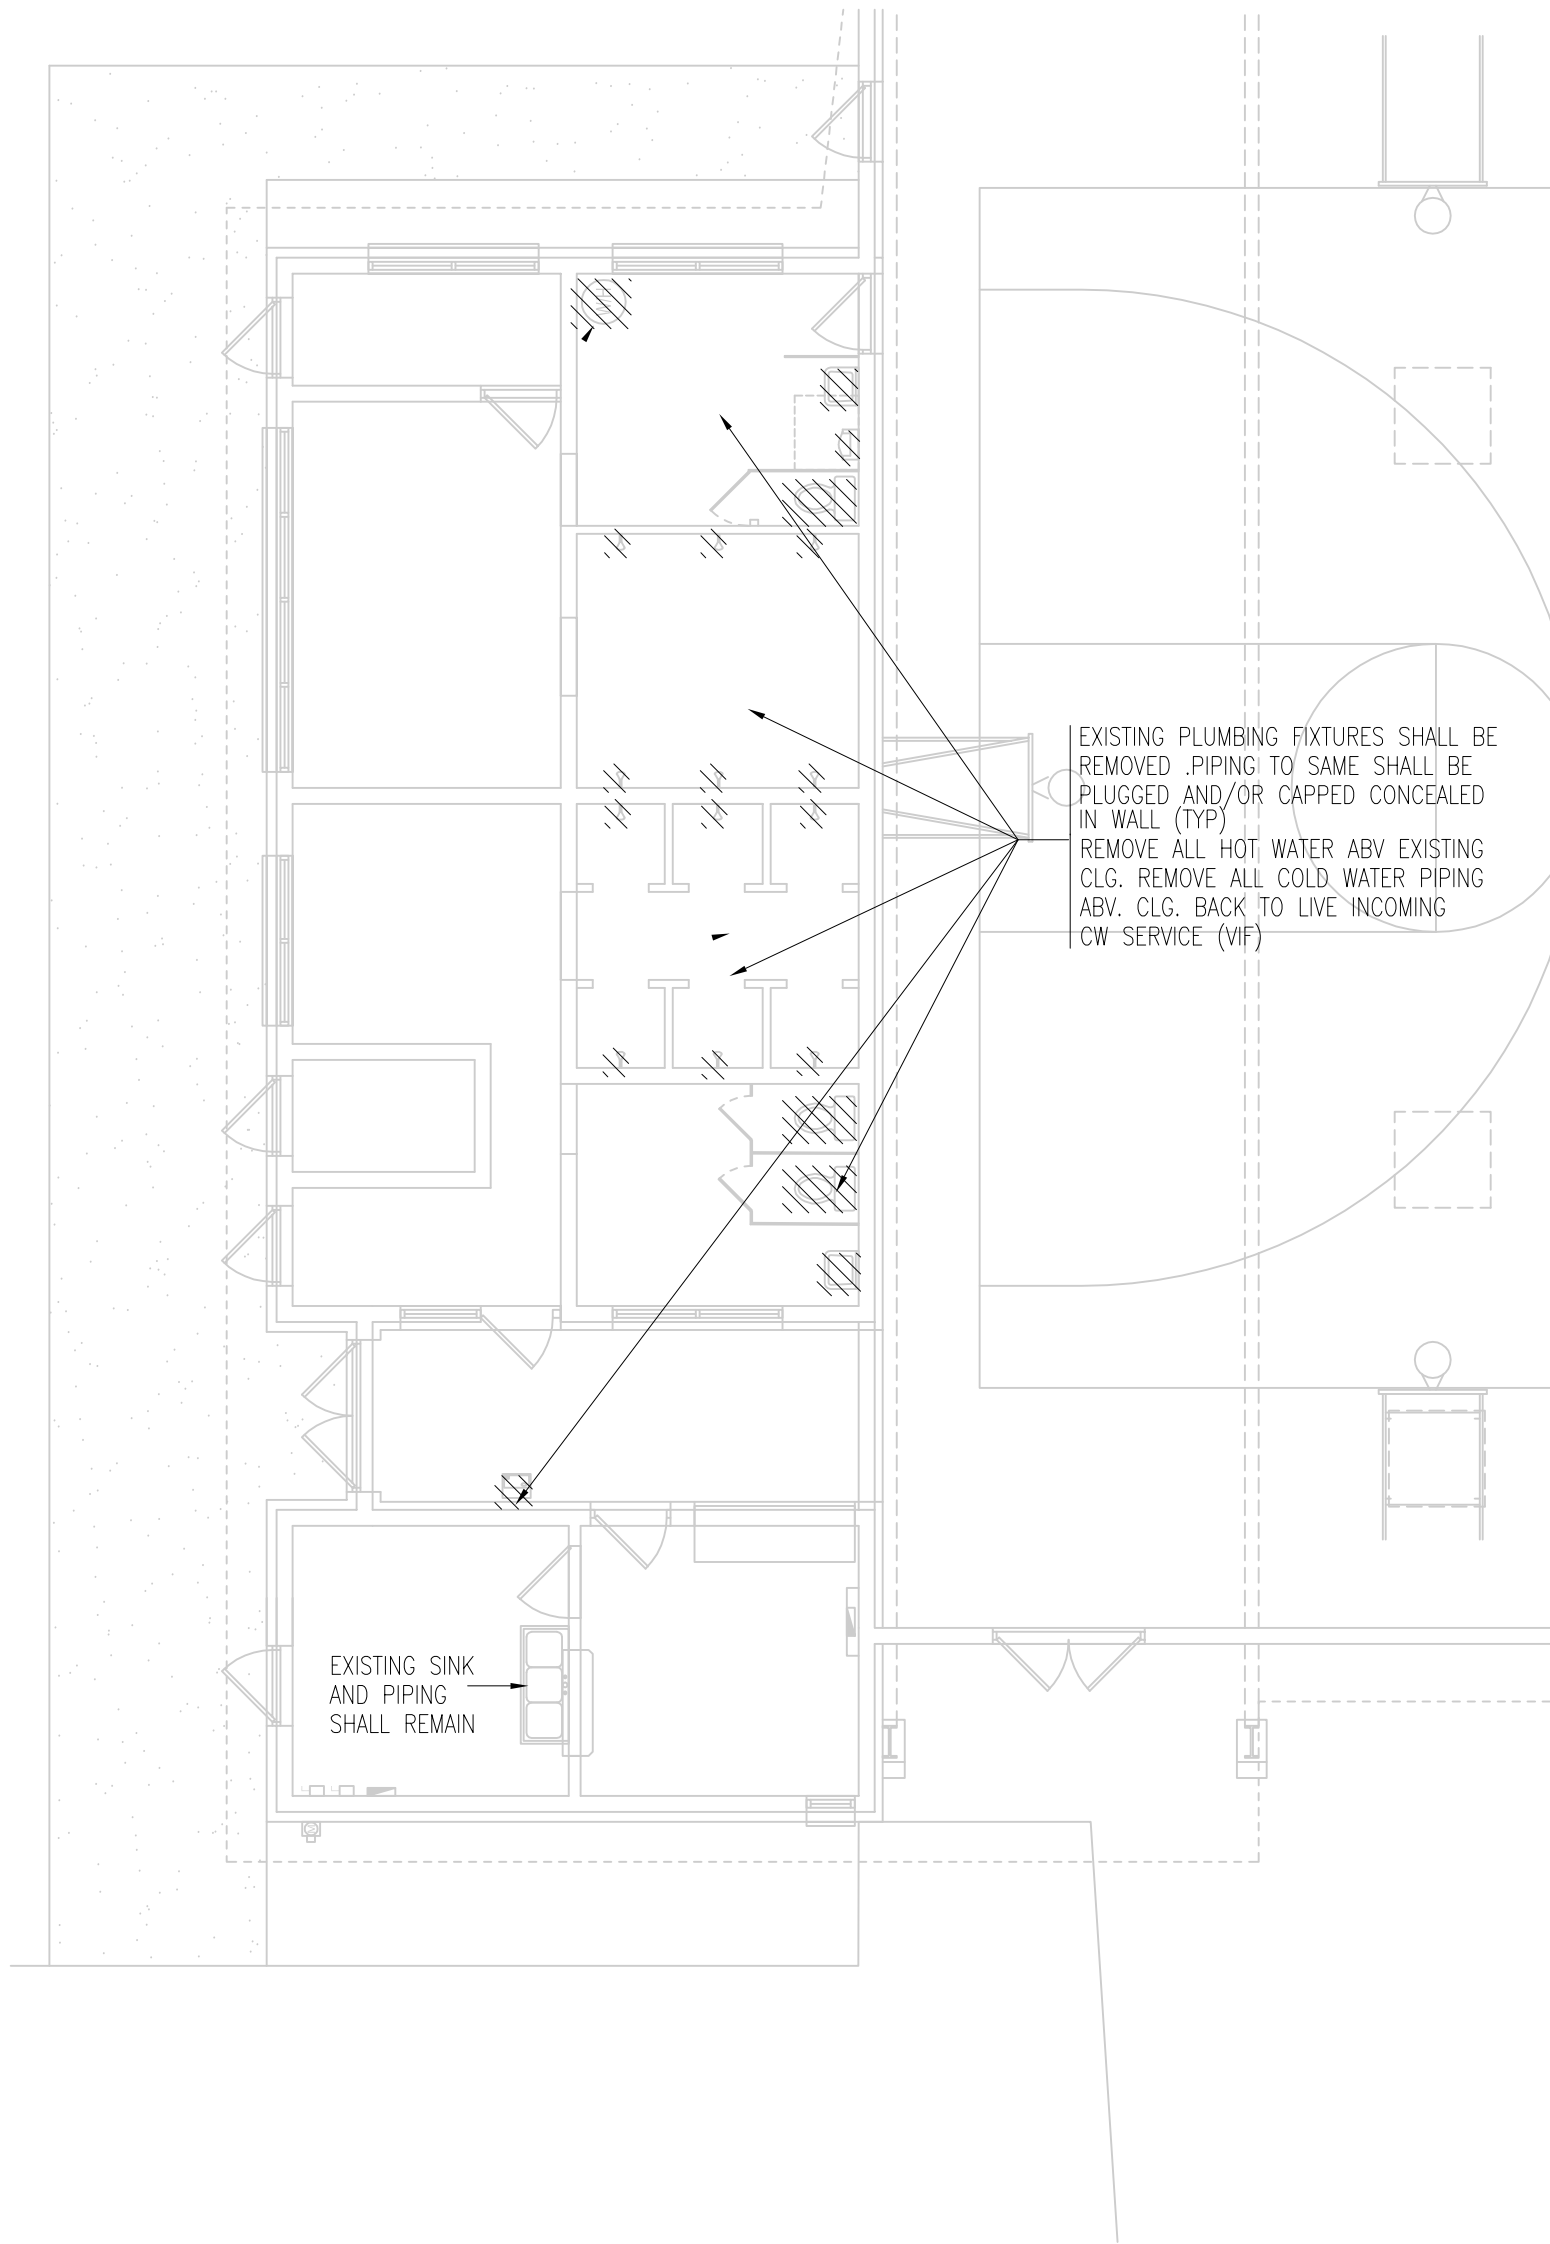 WH
EXISTING PLUMBING FIXTURES SHALL BE
REMOVED .PIPING TO SAME SHALL BE
PLUGGED AND/OR CAPPED CONCEALED
IN WALL (TYP)
REMOVE ALL HOT WATER ABV EXISTING
CLG. REMOVE ALL COLD WATER PIPING
ABV. CLG. BACK TO LIVE INCOMING
CW SERVICE (VIF)
EXISTING SINK
AND PIPING
SHALL REMAIN